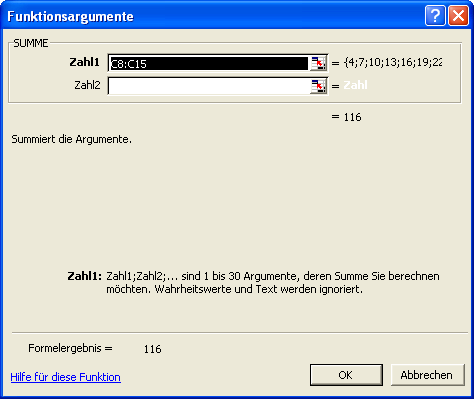 Funktionsargumente
SUMME
Zahl1 C8:C15 = {4;7;10;13;16;19;22
Zahl2 = Zahl
= 116
Summiert die Argumente.
Zahl1: Zahl1;Zahl2;... sind 1 bis 30 Argumente, deren Summe Sie berechnen
möchten. Wahrheitswerte und Text werden ignoriert.
Formelergebnis = 116
Hilfe für diese Funktion OK Abbrechen